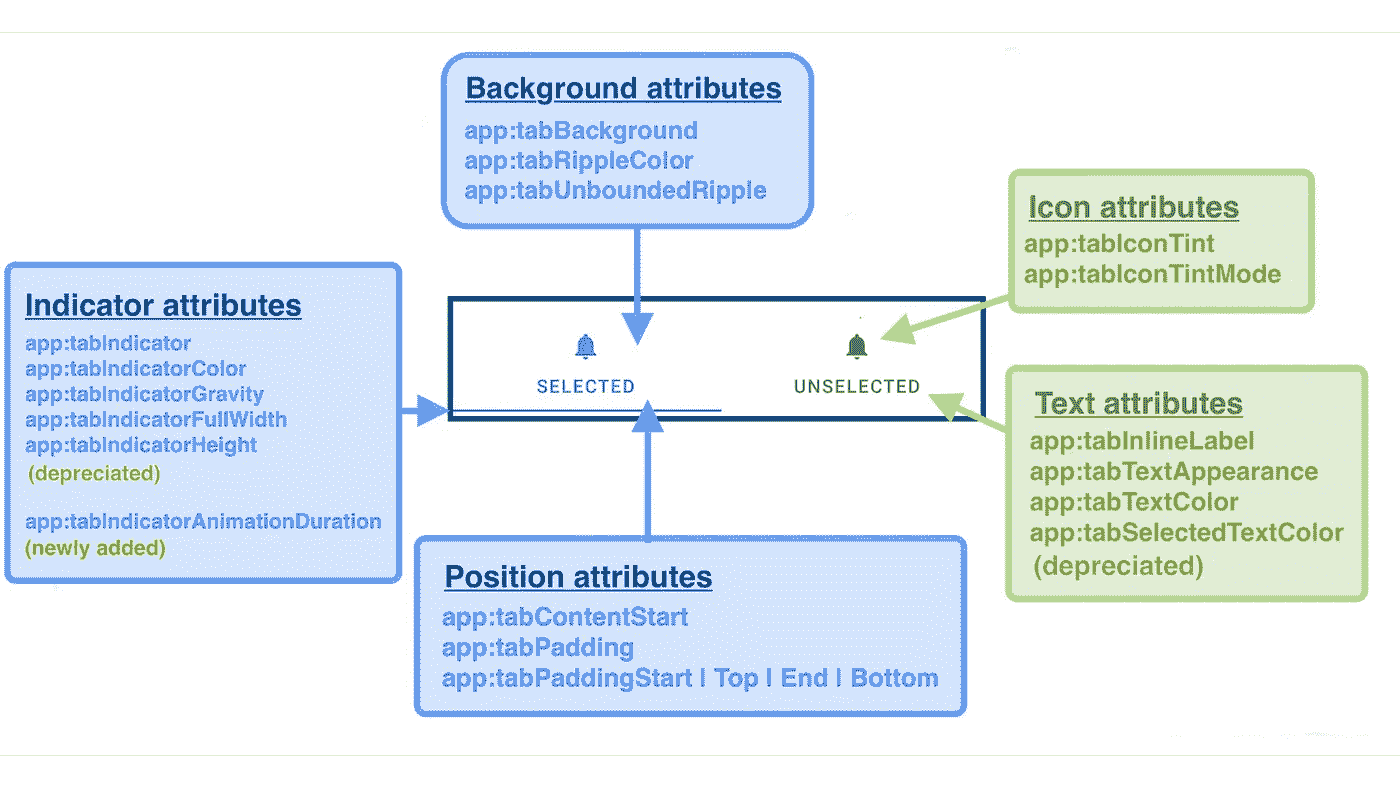 Background attributes
app:tabBackground
app:tabRippleColor
app:tabUnboundedRipple
Icon attributes
app:tabIconTint
app:tabIconTintMode
Indicator attributes
app:tabIndicator
app:tabIndicatorColor
app:tabIndicatorGravity
app:tabIndicatorFullWidth
app:tabIndicatorHeight
(depreciated)
app:tabIndicatorAnimationDuration
(newly added)
SELECTED
UNSELECTED
Text attributes
app:tabInlineLabel
app:tabTextAppearance
app:tabTextColor
app:tabSelectedTextColor
(depreciated)
Position attributes
app:tabContentStart
app:tabPadding
app:tabPaddingStart | Top | End | Bottom